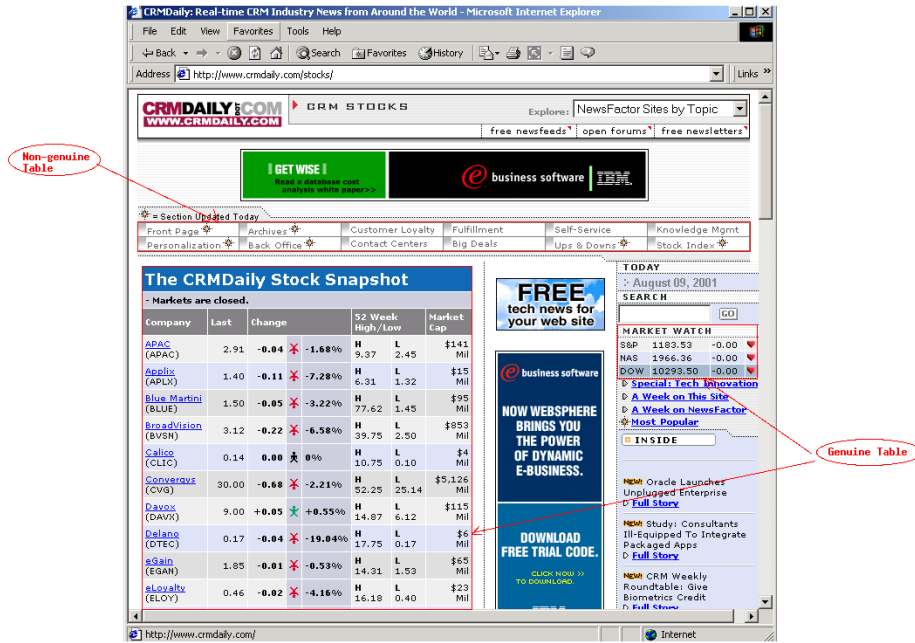 CRMDaily: Real-time CRM Industry News from Around the World - Microsoft Internet Explorer
File Edit View Favorites Tools Help
Back Search Favorites History
Address http://www.crmdaily.com/stocks/ Links »
CRMDAILY.COM
WWW.CRMDAILY.COM
CRM STOCKS
Explore: NewsFactor Sites by Topic
free newsfeeds open forums free newsletters
Non-genuine
Table
GET WISE
Read a database cost
analysis white paper>>
e business software IBM.
= Section Updated Today
Front Page Archives Customer Loyalty Fulfillment Self-Service Knowledge Mgmt
Personalization Back Office Contact Centers Big Deals Ups & Downs Stock Index
The CRMDaily Stock Snapshot
- Markets are closed.
Company Last Change 52 Week High/Low Market Cap
APAC (APAC) 2.91 -0.04 -1.68% H 9.37 L 2.45 $141 Mil
Applix (APLX) 1.40 -0.11 -7.28% H 6.31 L 1.32 $15 Mil
Blue Martini (BLUE) 1.50 -0.05 -3.22% H 77.62 L 1.45 $95 Mil
BroadVision (BVSN) 3.12 -0.22 -6.58% H 39.75 L 2.50 $853 Mil
Calico (CLIC) 0.14 0.00 0% H 10.75 L 0.10 $4 Mil
Convergys (CVG) 30.00 -0.68 -2.21% H 52.25 L 25.14 $5,126 Mil
Davox (DAVX) 9.00 +0.05 +0.55% H 14.87 L 6.12 $115 Mil
Delano (DTEC) 0.17 -0.04 -19.04% H 17.75 L 0.17 $6 Mil
eGain (EGAN) 1.85 -0.01 -0.53% H 14.31 L 1.53 $65 Mil
eLoyalty (ELOY) 0.46 -0.02 -4.16% H 16.18 L 0.40 $23 Mil
FREE
tech news for
your web site
e business software
NOW WEBSPHERE
BRINGS YOU
THE POWER
OF DYNAMIC
E-BUSINESS.
DOWNLOAD
FREE TRIAL CODE.
CLICK NOW >>
TO DOWNLOAD.
IBM
TODAY
:· August 09, 2001
SEARCH
GO
MARKET WATCH
S&P 1183.53 -0.00
NAS 1966.36 -0.00
DOW 10293.50 -0.00
Special: Tech Innovation
A Week on This Site
A Week on NewsFactor
Most Popular
INSIDE
Genuine Table
NEW! Oracle Launches
Unplugged Enterprise
Full Story
NEW! Study: Consultants
Ill-Equipped To Integrate
Packaged Apps
Full Story
NEW! CRM Weekly
Roundtable: Give
Biometrics Credit
Full Story
http://www.crmdaily.com/ Internet